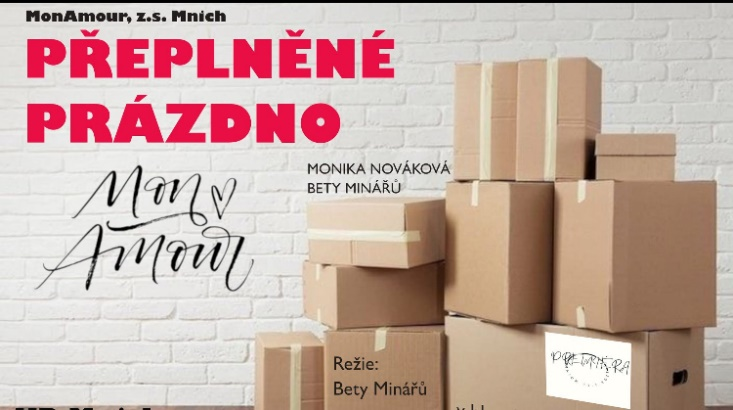 MonAmour, z.s. Mnich
PŘEPLNĚNÉ
PRÁZDNO
Mon
Amour
MONIKA NOVÁKOVÁ
BETY MINÁŘŮ
Režie:
Bety Minářů